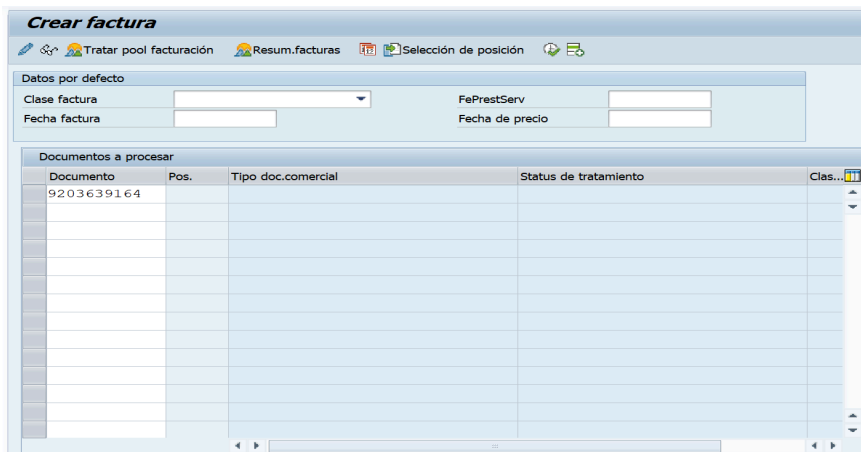 Crear factura
Tratar pool facturación Resum.facturas Selección de posición
Datos por defecto
Clase factura FePrestServ
Fecha factura Fecha de precio
Documentos a procesar
Documento Pos. Tipo doc.comercial Status de tratamiento Clas...
9203639164